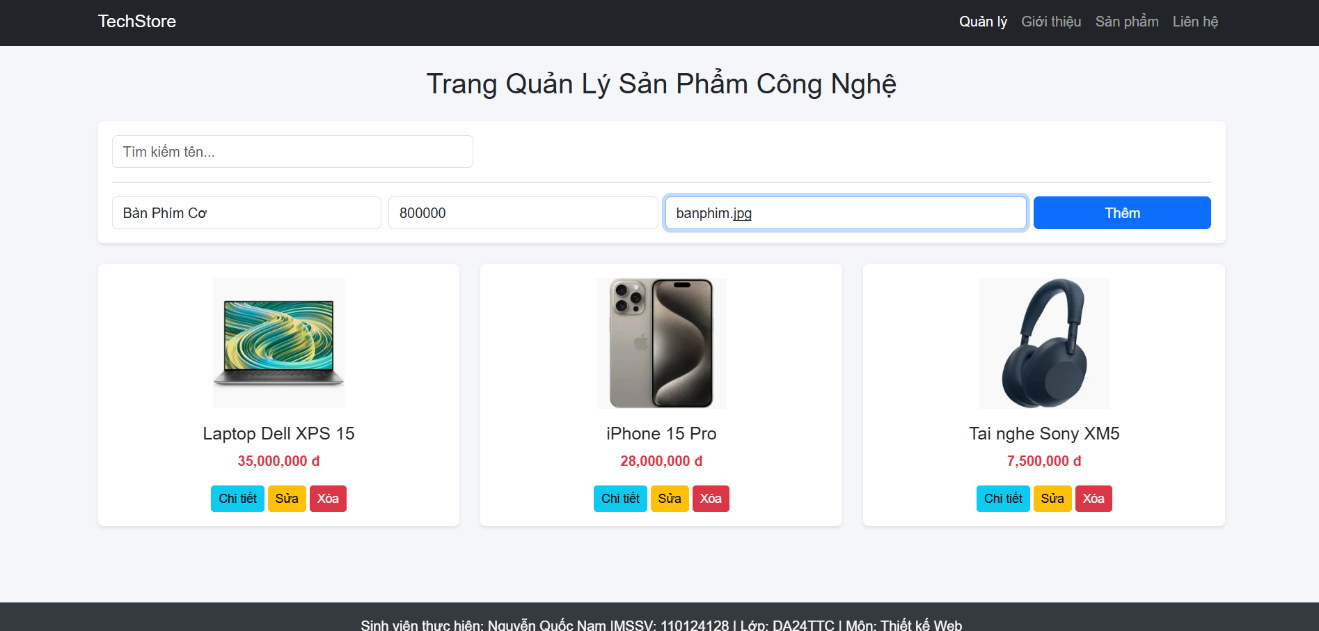 TechStore
Quản lý Giới thiệu Sản phẩm Liên hệ
Trang Quản Lý Sản Phẩm Công Nghệ
Tìm kiếm tên...
Bàn Phím Cơ
800000
banphim.jpg
Thêm
Laptop Dell XPS 15
35,000,000 đ
Chi tiết Sửa Xóa
iPhone 15 Pro
28,000,000 đ
Chi tiết Sửa Xóa
Tai nghe Sony XM5
7,500,000 đ
Chi tiết Sửa Xóa
Sinh viên thực hiện: Nguyễn Quốc Nam |MSSV: 110124128 | Lớp: DA24TTC | Môn: Thiết kế Web